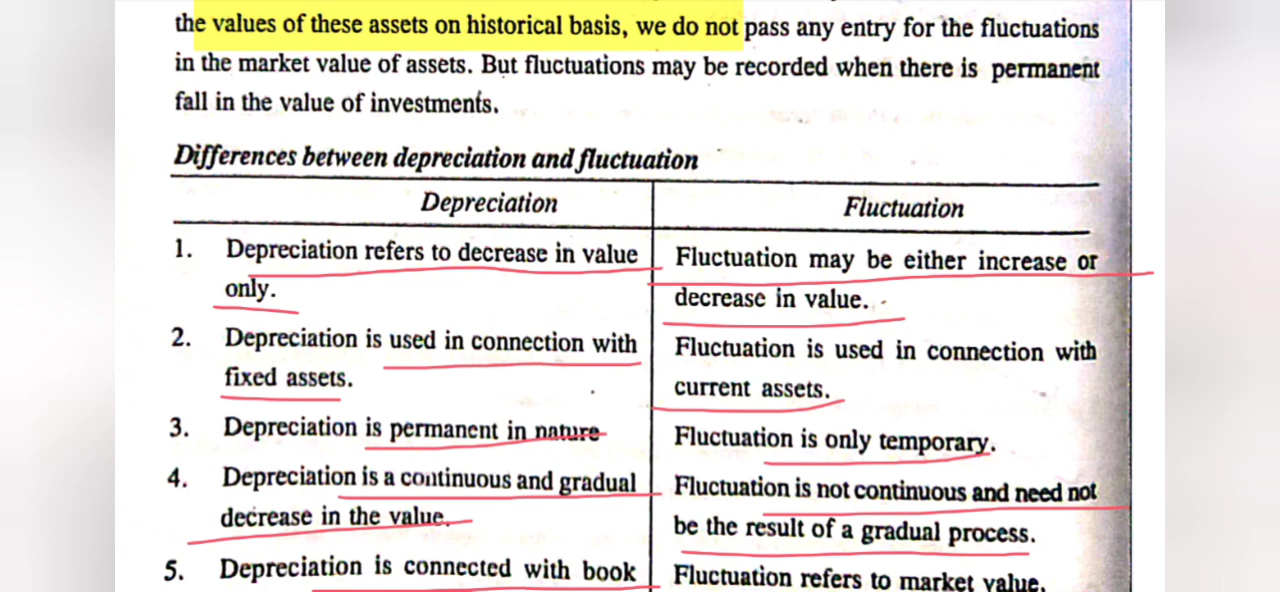 the values of these assets on historical basis, we do not pass any entry for the fluctuations
in the market value of assets. But fluctuations may be recorded when there is permanent
fall in the value of investments.
Differences between depreciation and fluctuation
Depreciation
Fluctuation
1. Depreciation refers to decrease in value
only.
Fluctuation may be either increase or
decrease in value.
2. Depreciation is used in connection with
fixed assets.
Fluctuation is used in connection with
current assets.
3. Depreciation is permanent in nature
Fluctuation is only temporary.
4. Depreciation is a continuous and gradual
decrease in the value.
Fluctuation is not continuous and need not
be the result of a gradual process.
5. Depreciation is connected with book
Fluctuation refers to market value.